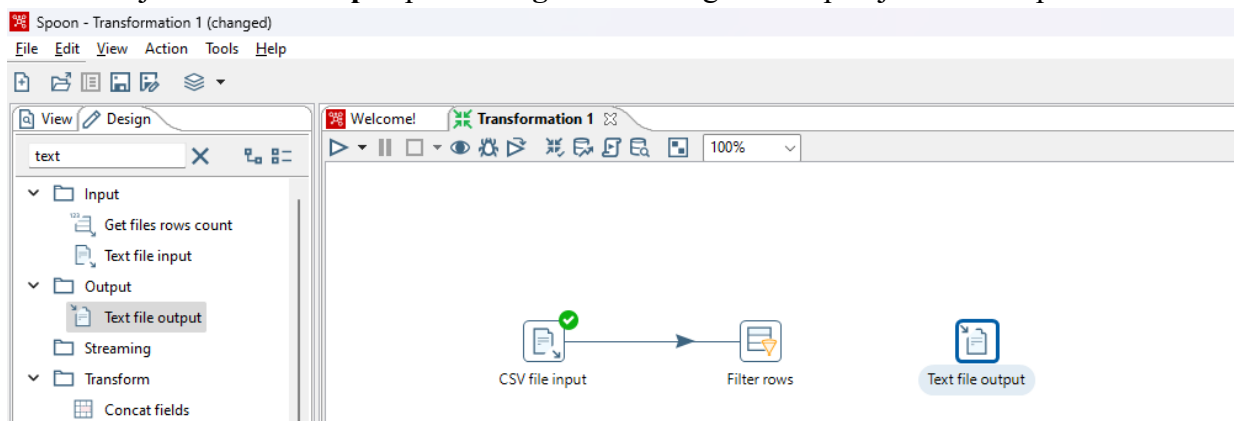 Spoon - Transformation 1 (changed)
File Edit View Action Tools Help
View Design
Welcome! Transformation 1
text
100%
Input
Get files rows count
Text file input
Output
Text file output
Streaming
Transform
Concat fields
CSV file input
Filter rows
Text file output